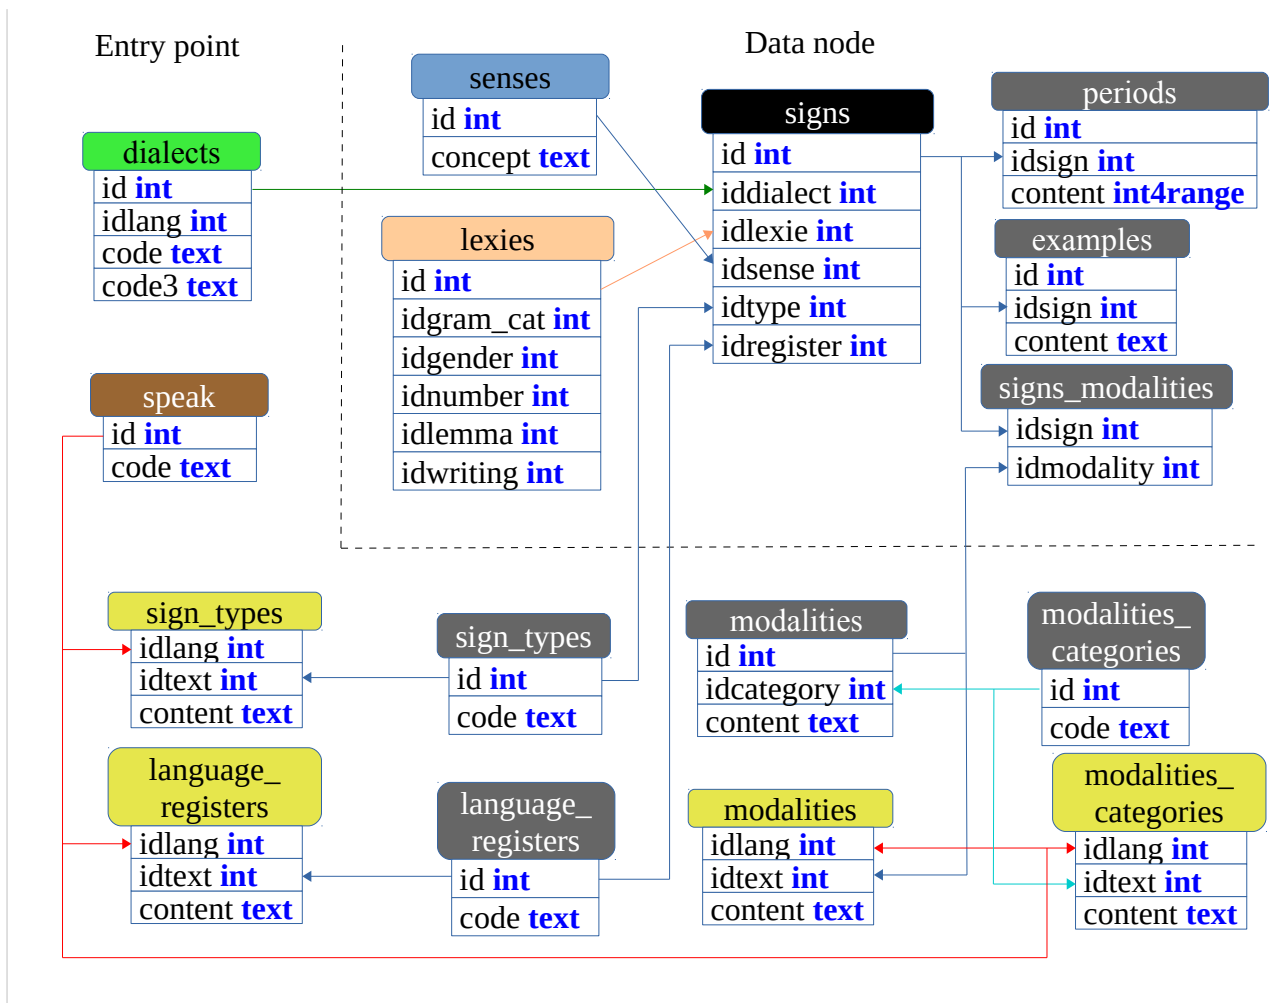 Entry point
Data node
dialects
id int
idlang int
code text
code3 text
speak
id int
code text
senses
id int
concept text
lexies
id int
idgram_cat int
idgender int
idnumber int
idlemma int
idwriting int
signs
id int
iddialect int
idlexie int
idsense int
idtype int
idregister int
periods
id int
idsign int
content int4range
examples
id int
idsign int
content text
signs_modalities
idsign int
idmodality int
sign_types
idlang int
idtext int
content text
language_
registers
idlang int
idtext int
content text
sign_types
id int
code text
language_
registers
id int
code text
modalities
id int
idcategory int
content text
modalities
idlang int
idtext int
content text
modalities_
categories
id int
code text
modalities_
categories
idlang int
idtext int
content text